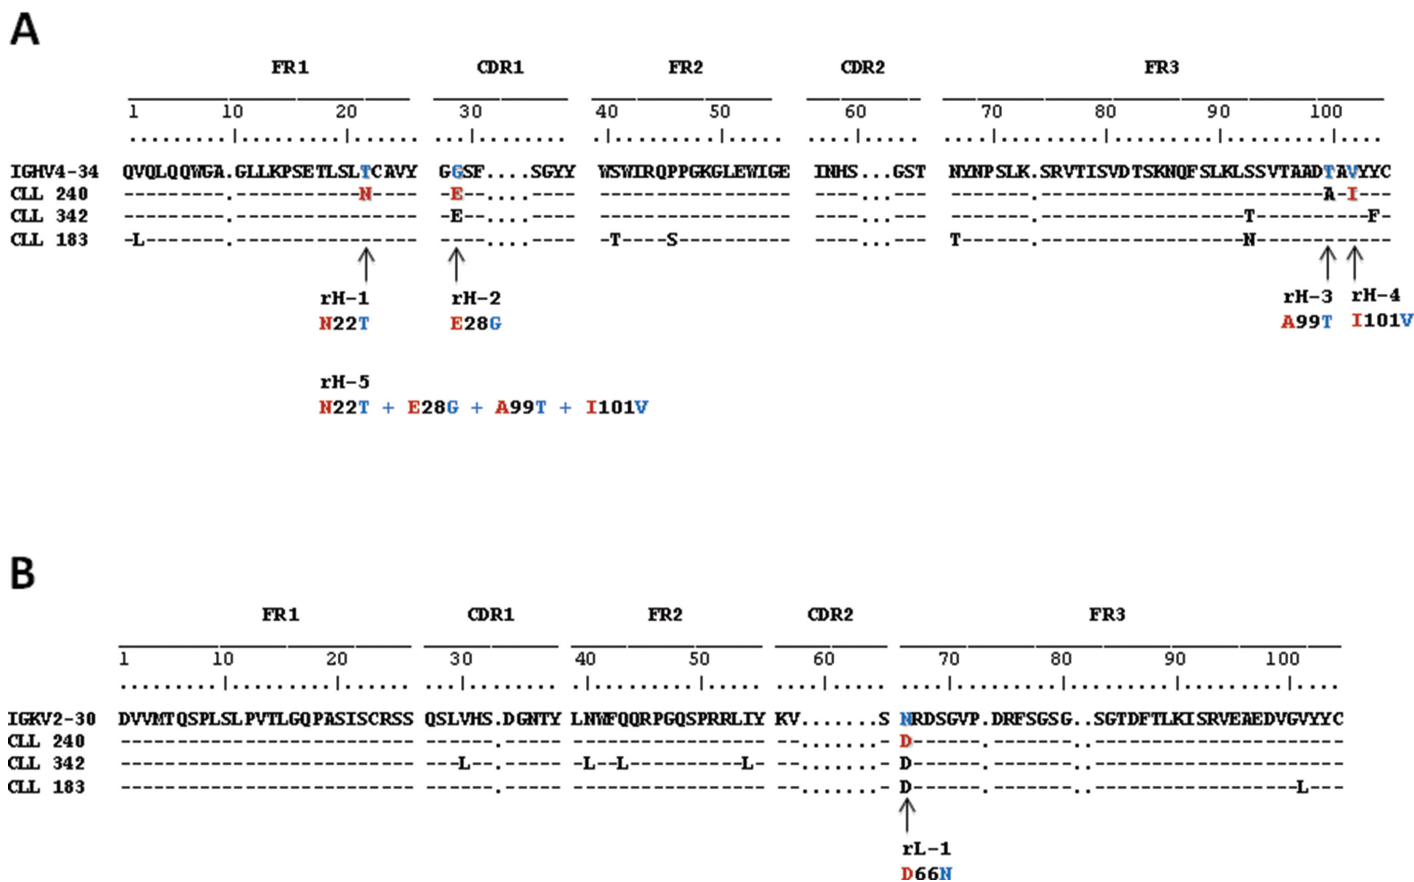 A
FR1 CDR1 FR2 CDR2 FR3
1 10 20 30 40 50 60 70 80 90 100
IGHV4-34 QVQLQQWGA.GLLKPSETLSLTCAVY GGSF....SGYY WSWIRQPPGKGLEWIGE INHS...GST NYNPSLK.SRVTISVDTSKNQFSLKLSSVTAADTAVYYC
CLL 240 ---------.-----------N---- -E--....---- ----------------- ----...--- -------.-------------------------A-I---
CLL 342 ---------.---------------- -E--....---- ----------------- ----...--- -------.------------------T----------F-
CLL 183 -L-------.---------------- ----....---- -T----S---------- ----...--- T------.------------------N------------
rH-1 rH-2 rH-3 rH-4
N22T E28G A99T I101V
rH-5
N22T + E28G + A99T + I101V
B
FR1 CDR1 FR2 CDR2 FR3
1 10 20 30 40 50 60 70 80 90 100
IGKV2-30 DVVMTQSPLSLPVTLGQPASISCRSS QSLVHS.DGNTY LNWFQQRPGQSPRRLIY KV.......S NRDSGVP.DRFSGSG..SGTDFTLKISRVEAEDVGVYYC
CLL 240 -------------------------- ------.----- ----------------- --.......- D------.-------..----------------------
CLL 342 -------------------------- ---L--.----- -L--L----------L- --.......- D------.-------..----------------------
CLL 183 -------------------------- ------.----- ----------------- --.......- D------.-------..------------------L---
rL-1
D66N